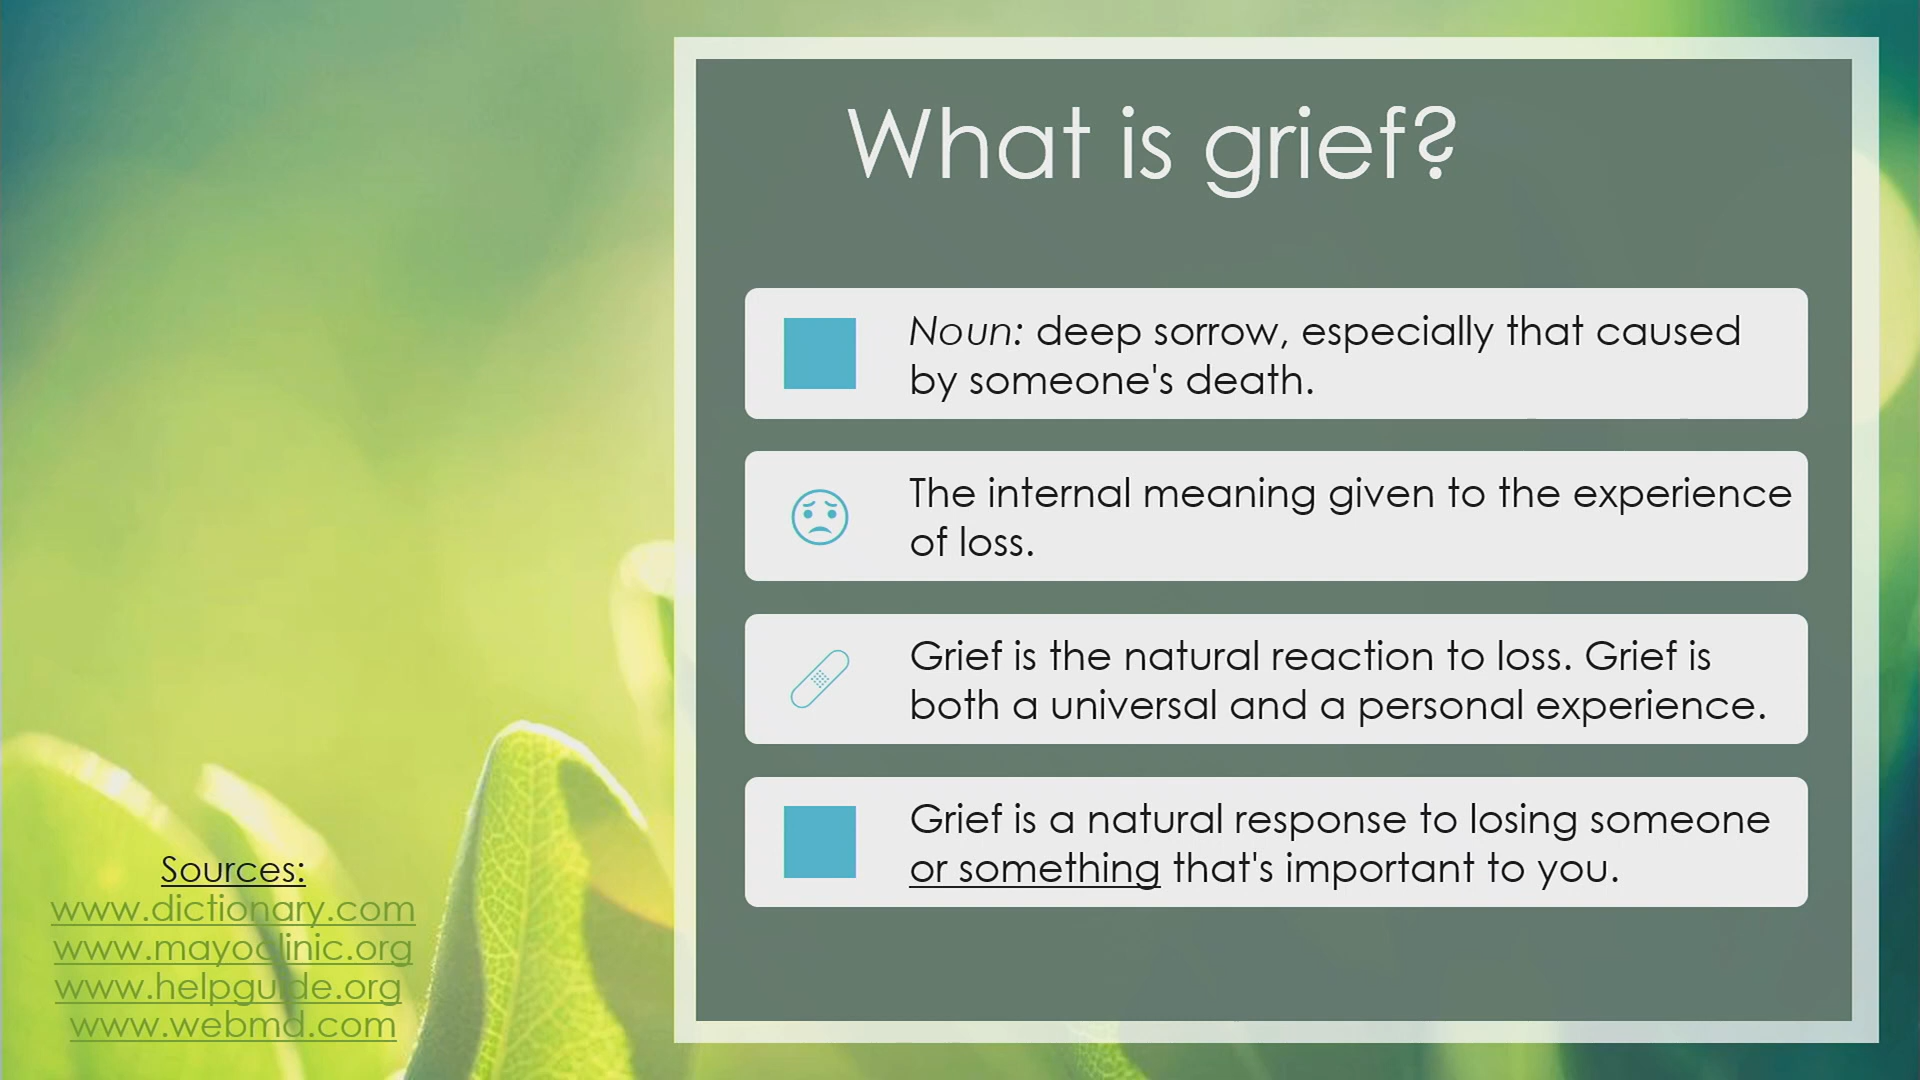 What is grief?
Noun: deep sorrow, especially that caused
by someone's death.
The internal meaning given to the experience
of loss.
Grief is the natural reaction to loss. Grief is
both a universal and a personal experience.
Grief is a natural response to losing someone
or something that's important to you.
Sources:
www.dictionary.com
www.mayoclinic.org
www.helpguide.org
www.webmd.com